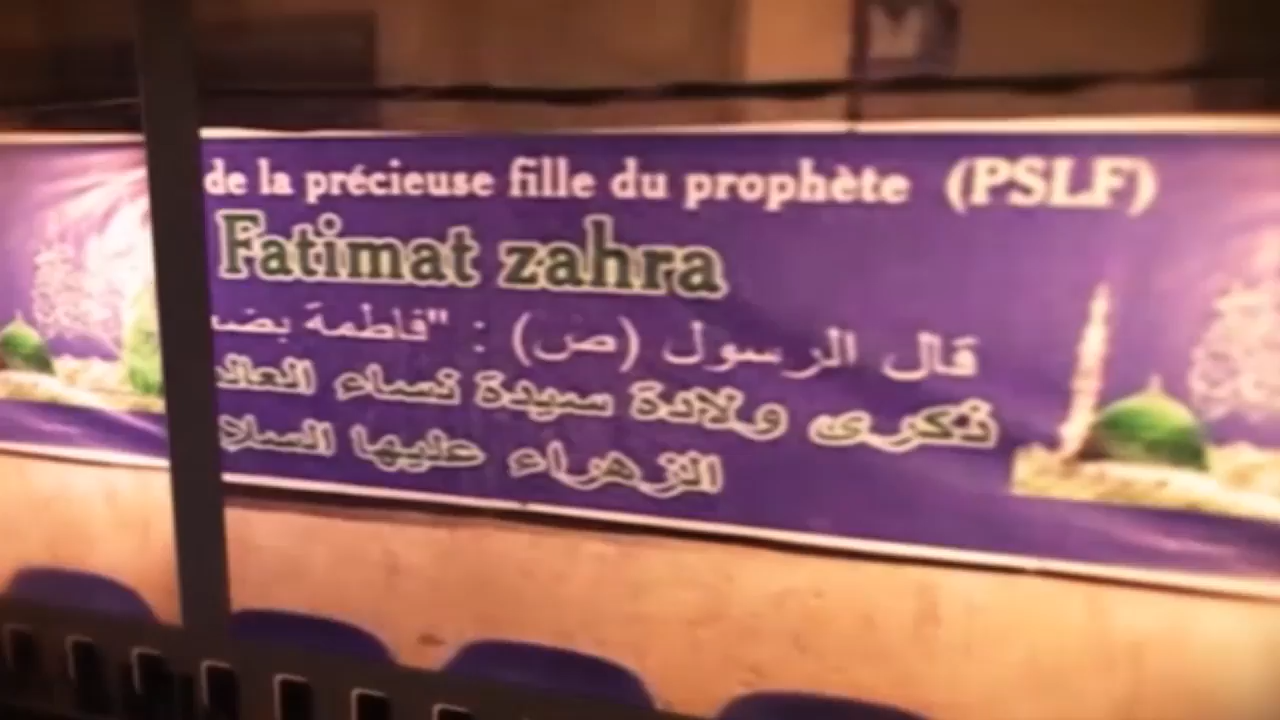 M
de la précieuse fille du prophète (PSLF)
Fatimat zahra
قال الرسول (ص) : "فاطمة
ذكرى ولادة سيدة نساء
الزهراء عليها